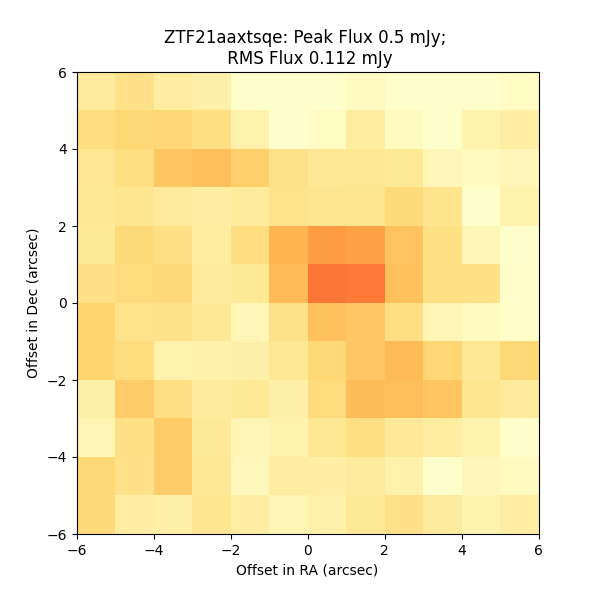 ZTF21aaxtsqe: Peak Flux 0.5 mJy;
RMS Flux 0.112 mJy
6
4
2
0
−2
−4
−6
Offset in Dec (arcsec)
−6 −4 −2 0 2 4 6
Offset in RA (arcsec)